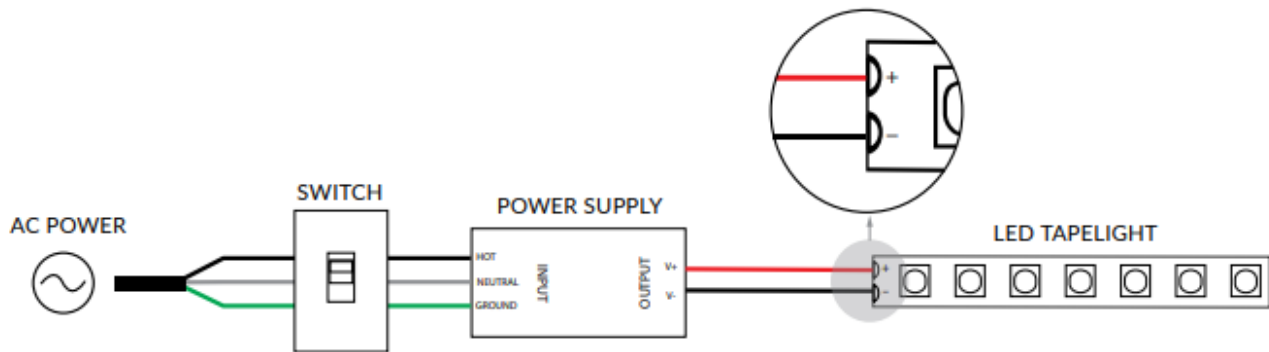 SWITCH
POWER SUPPLY
AC POWER
LED TAPELIGHT
HOT
NEUTRAL
GROUND
INPUT
OUTPUT
V+
V-
+
−
+
−